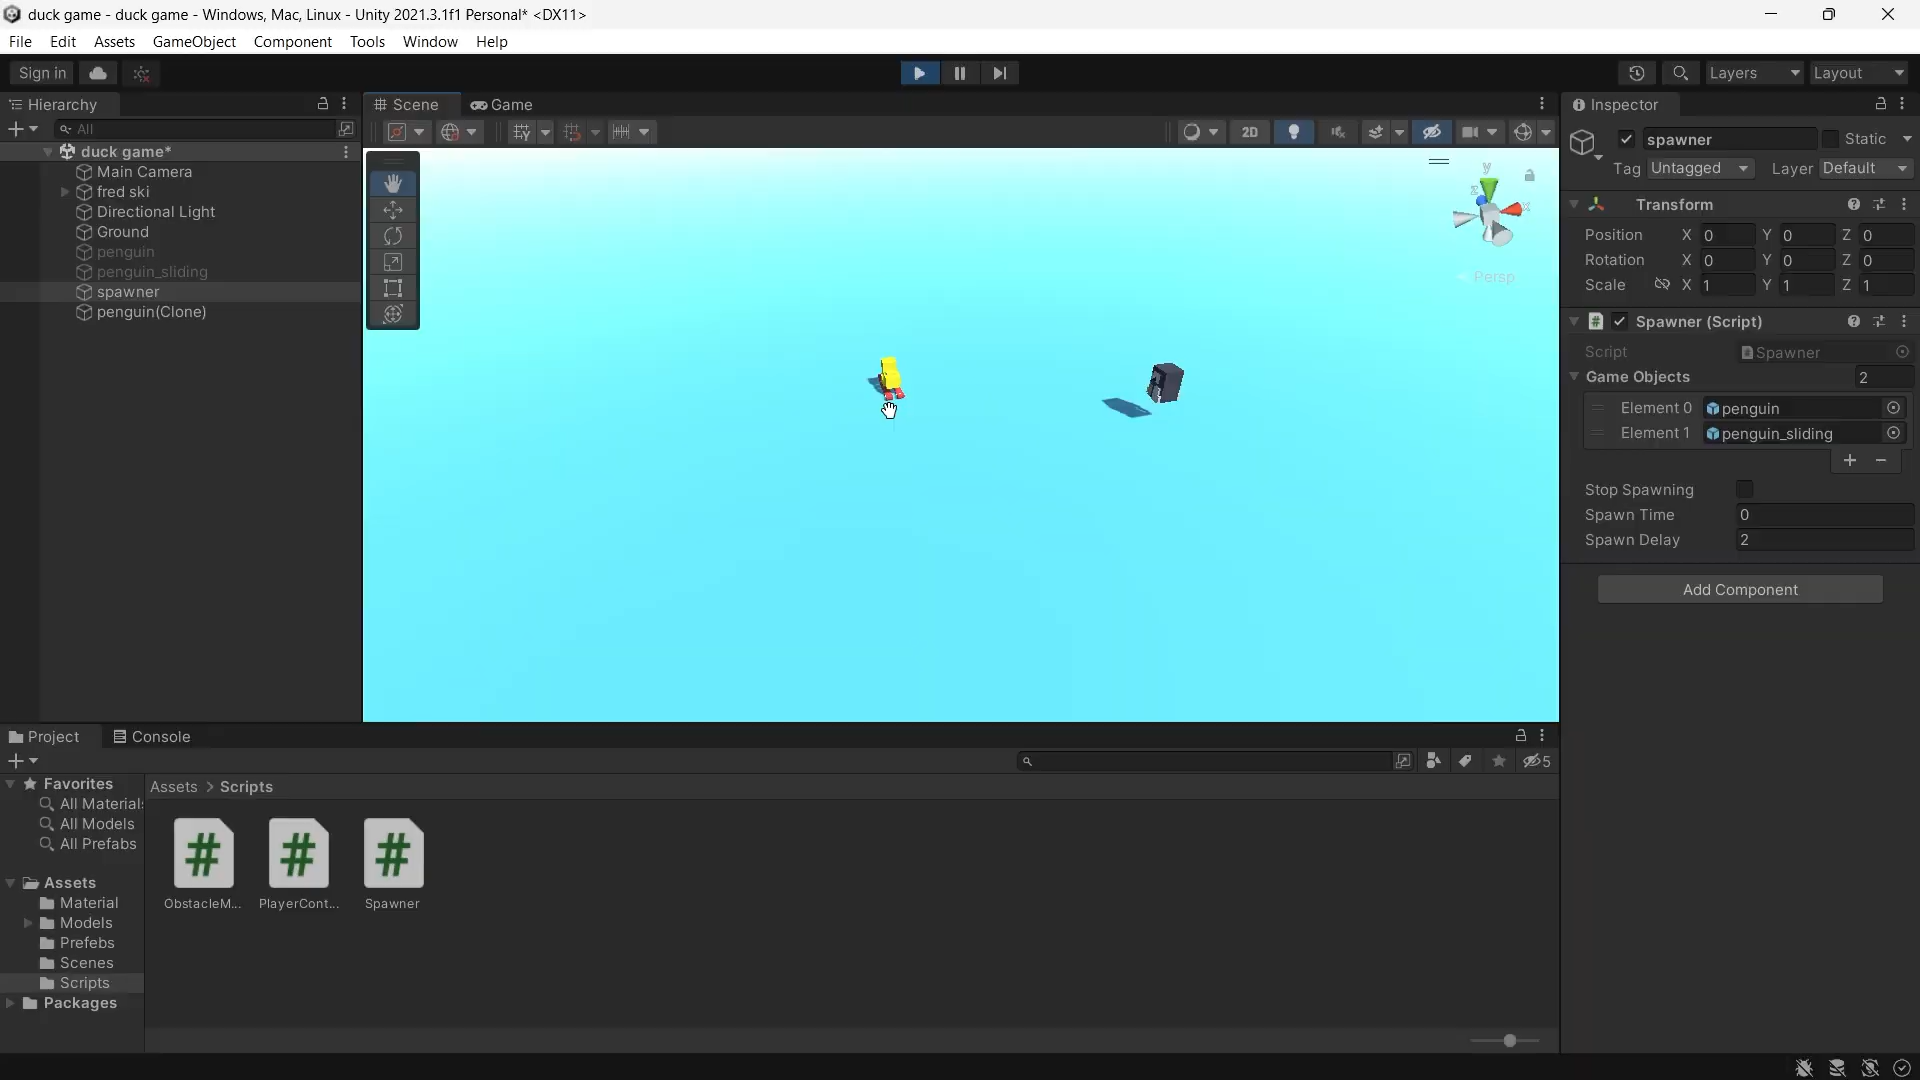 duck game - duck game - Windows, Mac, Linux - Unity 2021.3.1f1 Personal* <DX11>
File Edit Assets GameObject Component Tools Window Help
Sign in
Layers
Layout
Hierarchy
All
duck game*
Main Camera
fred ski
Directional Light
Ground
penguin
penguin_sliding
spawner
penguin(Clone)
Scene
Game
2D
y
x
z
Persp
Inspector
spawner
Static
Tag Untagged
Layer Default
Transform
Position X 0 Y 0 Z 0
Rotation X 0 Y 0 Z 0
Scale X 1 Y 1 Z 1
# Spawner (Script)
Script Spawner
Game Objects 2
Element 0 penguin
Element 1 penguin_sliding
+ −
Stop Spawning
Spawn Time 0
Spawn Delay 2
Add Component
Project
Console
5
Favorites
All Materials
All Models
All Prefabs
Assets
Material
Models
Prefebs
Scenes
Scripts
Packages
Assets > Scripts
# # #
ObstacleM... PlayerCont... Spawner